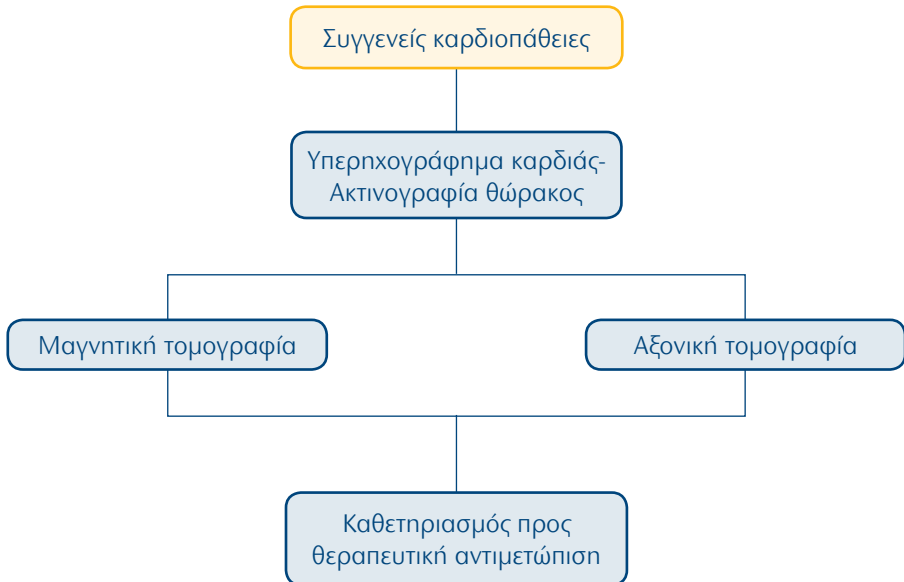 Συγγενείς καρδιοπάθειες
Υπερηχογράφημα καρδιάς-
Ακτινογραφία θώρακος
Μαγνητική τομογραφία
Αξονική τομογραφία
Καθετηριασμός προς
θεραπευτική αντιμετώπιση